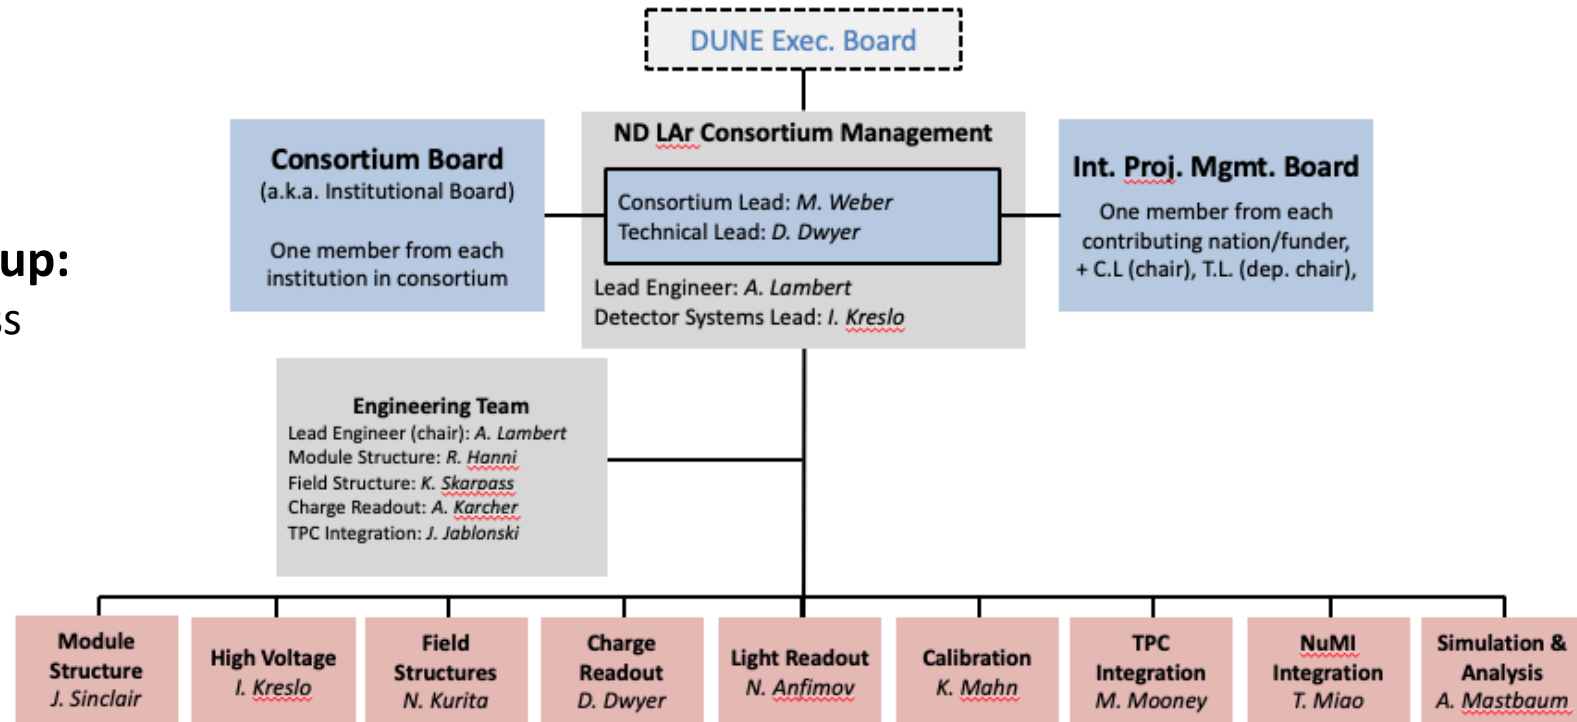 DUNE Exec. Board
ND LAr Consortium Management
Consortium Lead: M. Weber
Technical Lead: D. Dwyer
Lead Engineer: A. Lambert
Detector Systems Lead: I. Kreslo
Consortium Board
(a.k.a. Institutional Board)
One member from each
institution in consortium
Int. Proj. Mgmt. Board
One member from each
contributing nation/funder,
+ C.L (chair), T.L. (dep. chair),
up:
ss
Engineering Team
Lead Engineer (chair): A. Lambert
Module Structure: R. Hanni
Field Structure: K. Skarpass
Charge Readout: A. Karcher
TPC Integration: J. Jablonski
Module
Structure
J. Sinclair
High Voltage
I. Kreslo
Field
Structures
N. Kurita
Charge
Readout
D. Dwyer
Light Readout
N. Anfimov
Calibration
K. Mahn
TPC
Integration
M. Mooney
NuMI
Integration
T. Miao
Simulation &
Analysis
A. Mastbaum